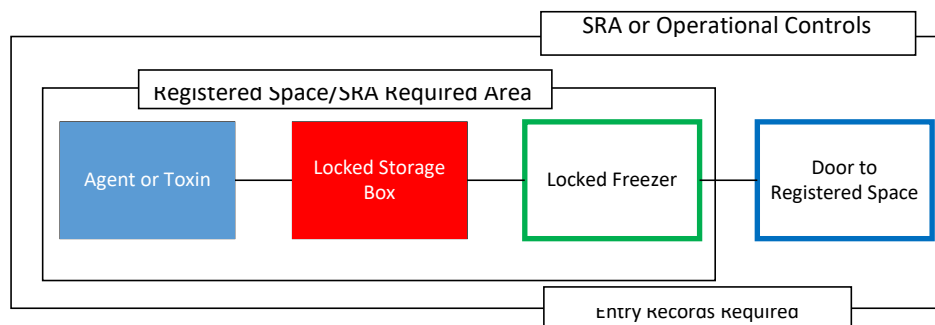 SRA or Operational Controls
Registered Space/SRA Required Area
Agent or Toxin
Locked Storage
Box
Locked Freezer
Door to
Registered Space
Entry Records Required